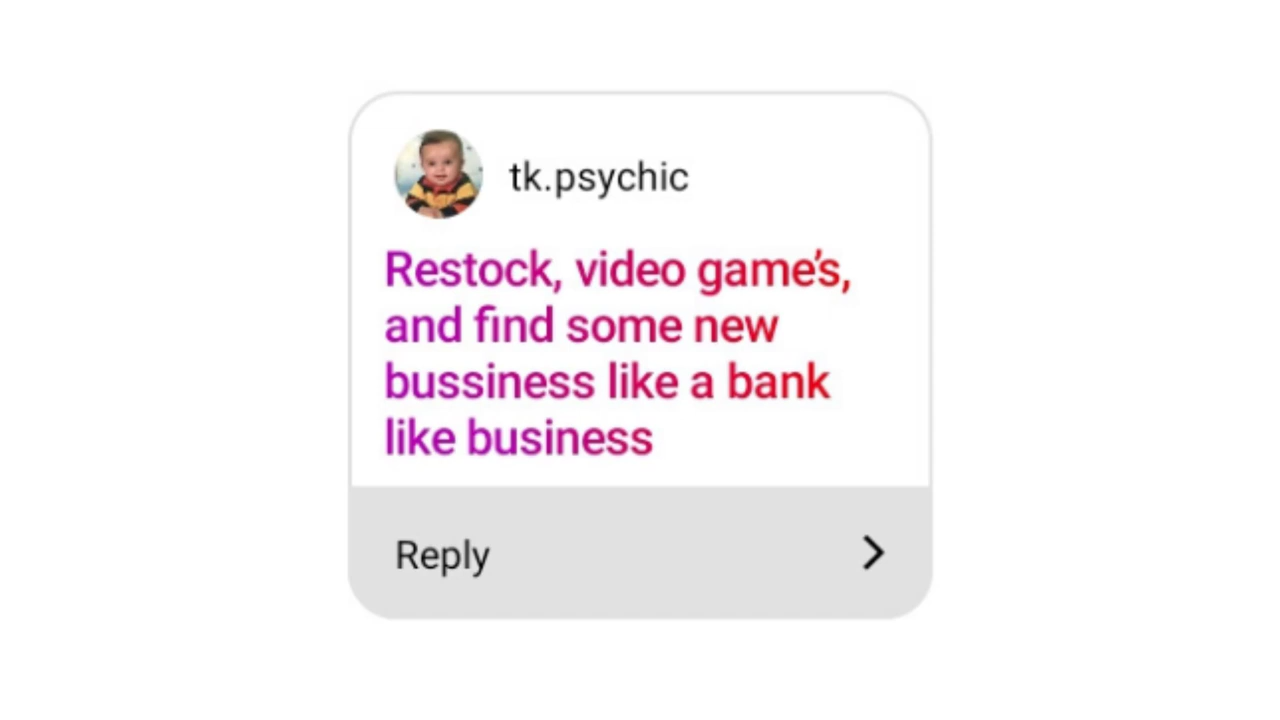 tk.psychic
Restock, video game’s,
and find some new
bussiness like a bank
like business
Reply